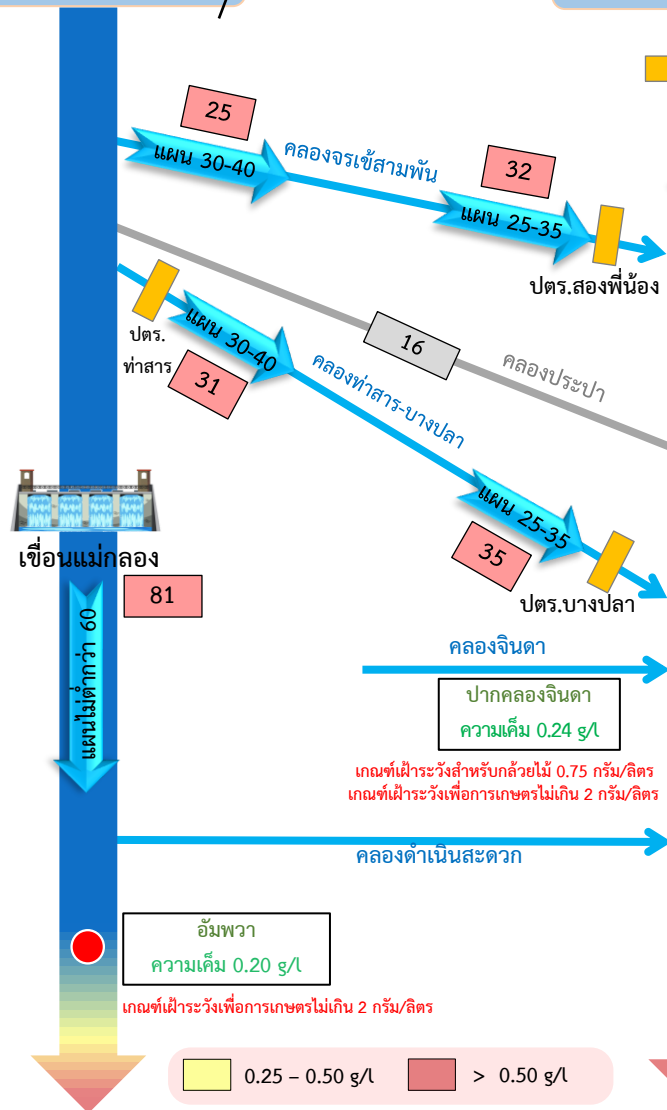 25
แผน 30-40
คลองจรเข้สามพัน
32
แผน 25-35
ปตร.สองพี่น้อง
ปตร.
ท่าสาร
แผน 30-40
31
16
คลองประปา
คลองท่าสาร-บางปลา
แผน 25-35
35
ปตร.บางปลา
เขื่อนแม่กลอง
81
แผนไม่ต่ำกว่า 60
คลองจินดา
ปากคลองจินดา
ความเค็ม 0.24 g/l
เกณฑ์เฝ้าระวังสำหรับกล้วยไม้ 0.75 กรัม/ลิตร
เกณฑ์เฝ้าระวังเพื่อการเกษตรไม่เกิน 2 กรัม/ลิตร
คลองดำเนินสะดวก
อัมพวา
ความเค็ม 0.20 g/l
เกณฑ์เฝ้าระวังเพื่อการเกษตรไม่เกิน 2 กรัม/ลิตร
0.25 – 0.50 g/l
> 0.50 g/l